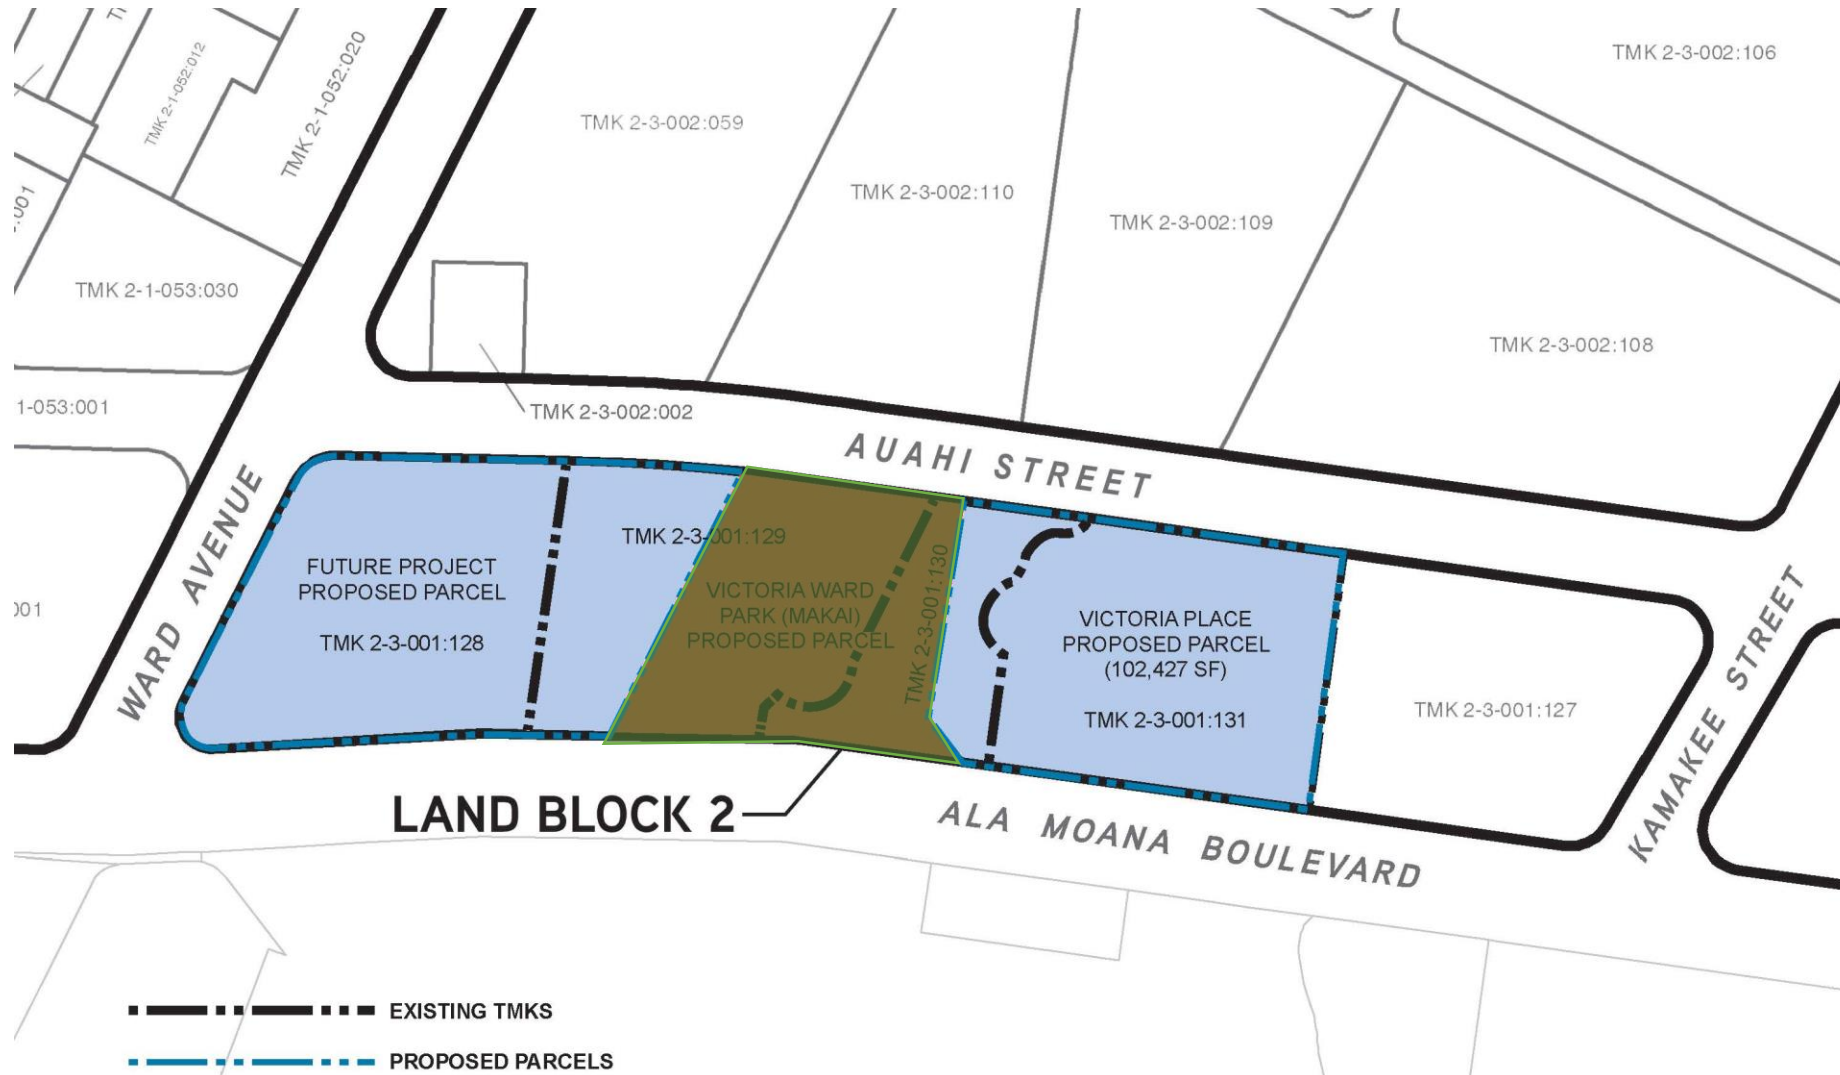 TMK 2-1-052:012
TMK 2-1-052:020
TMK 2-3-002:059
TMK 2-3-002:110
TMK 2-3-002:109
TMK 2-3-002:106
TMK 2-3-002:108
TMK 2-1-053:030
1-053:001
TMK 2-3-002:002
AUAHI STREET
WARD AVENUE
FUTURE PROJECT
PROPOSED PARCEL
TMK 2-3-001:128
TMK 2-3-001:129
VICTORIA WARD
PARK (MAKAI)
PROPOSED PARCEL
TMK 2-3-001:130
VICTORIA PLACE
PROPOSED PARCEL
(102,427 SF)
TMK 2-3-001:131
TMK 2-3-001:127
KAMAKEE STREET
LAND BLOCK 2
ALA MOANA BOULEVARD
EXISTING TMKS
PROPOSED PARCELS